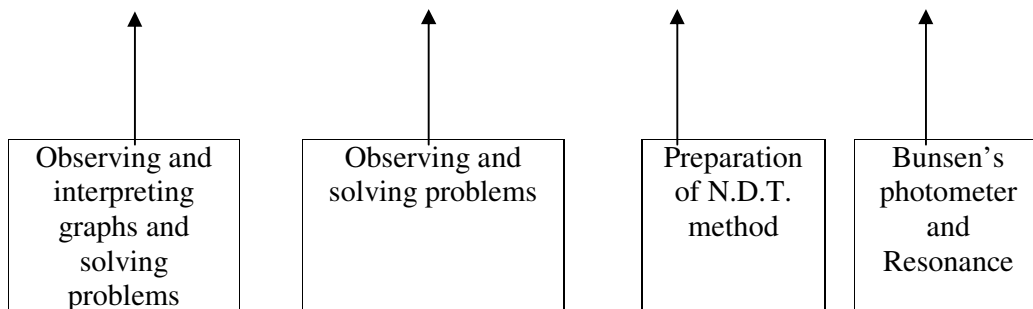 Observing and
interpreting
graphs and
solving
problems
Observing and
solving problems
Preparation
of N.D.T.
method
Bunsen's
photometer
and
Resonance